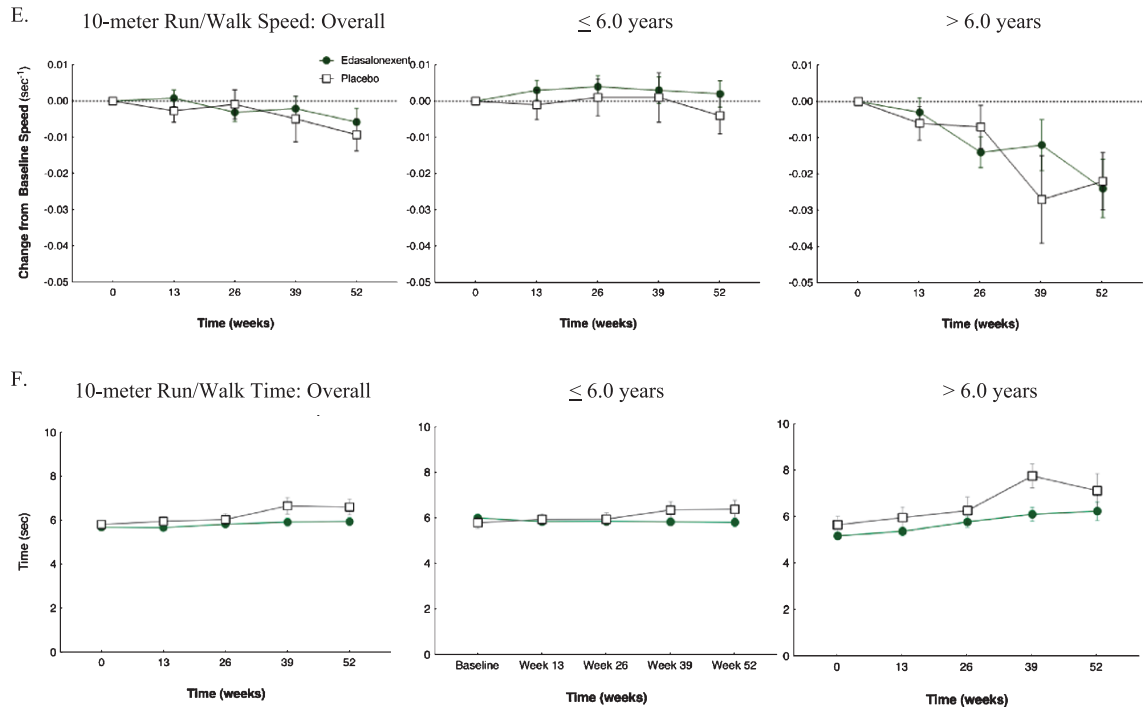 E.
10-meter Run/Walk Speed: Overall
≤ 6.0 years
> 6.0 years
Edasalonexent
Placebo
Change from Baseline Speed (sec⁻¹)
0.01
0.00
-0.01
-0.02
-0.03
-0.04
-0.05
0 13 26 39 52
Time (weeks)
0.01
0.00
-0.01
-0.02
-0.03
-0.04
-0.05
0 13 26 39 52
Time (weeks)
0.01
0.00
-0.01
-0.02
-0.03
-0.04
-0.05
0 13 26 39 52
Time (weeks)
F.
10-meter Run/Walk Time: Overall
≤ 6.0 years
> 6.0 years
Time (sec)
10
8
6
4
2
0
0 13 26 39 52
Time (weeks)
10
8
6
4
2
0
Baseline Week 13 Week 26 Week 39 Week 52
Time (weeks)
10
8
6
4
2
0
0 13 26 39 52
Time (weeks)